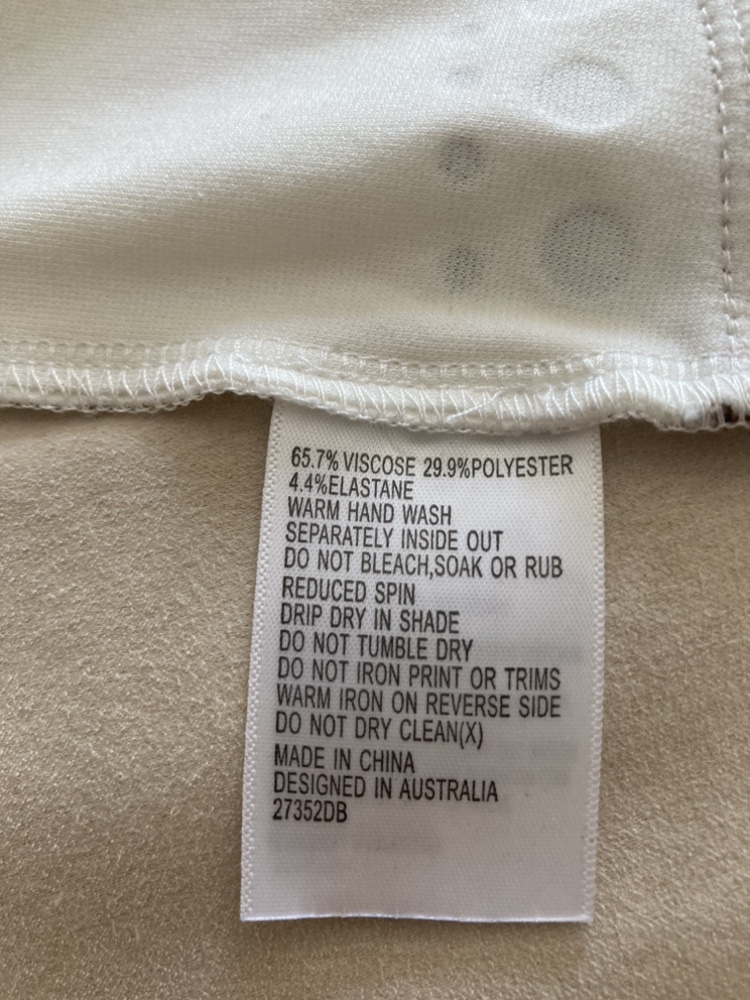 65.7% VISCOSE 29.9%POLYESTER
4.4%ELASTANE
WARM HAND WASH
SEPARATELY INSIDE OUT
DO NOT BLEACH,SOAK OR RUB
REDUCED SPIN
DRIP DRY IN SHADE
DO NOT TUMBLE DRY
DO NOT IRON PRINT OR TRIMS
WARM IRON ON REVERSE SIDE
DO NOT DRY CLEAN(X)
MADE IN CHINA
DESIGNED IN AUSTRALIA
27352DB